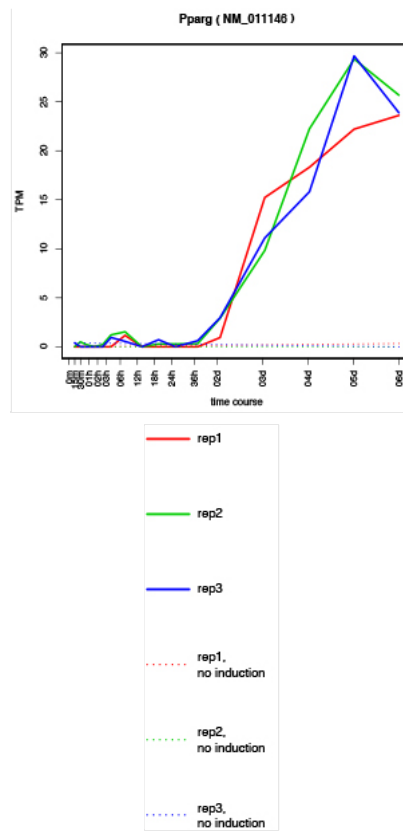 Pparg ( NM_011146 )
30
25
20
15
10
5
0
TPM
01h
02h
03h
06h
12h
18h
24h
36h
02d
03d
04d
05d
06d
time course
rep1
rep2
rep3
rep1,
no induction
rep2,
no induction
rep3,
no induction